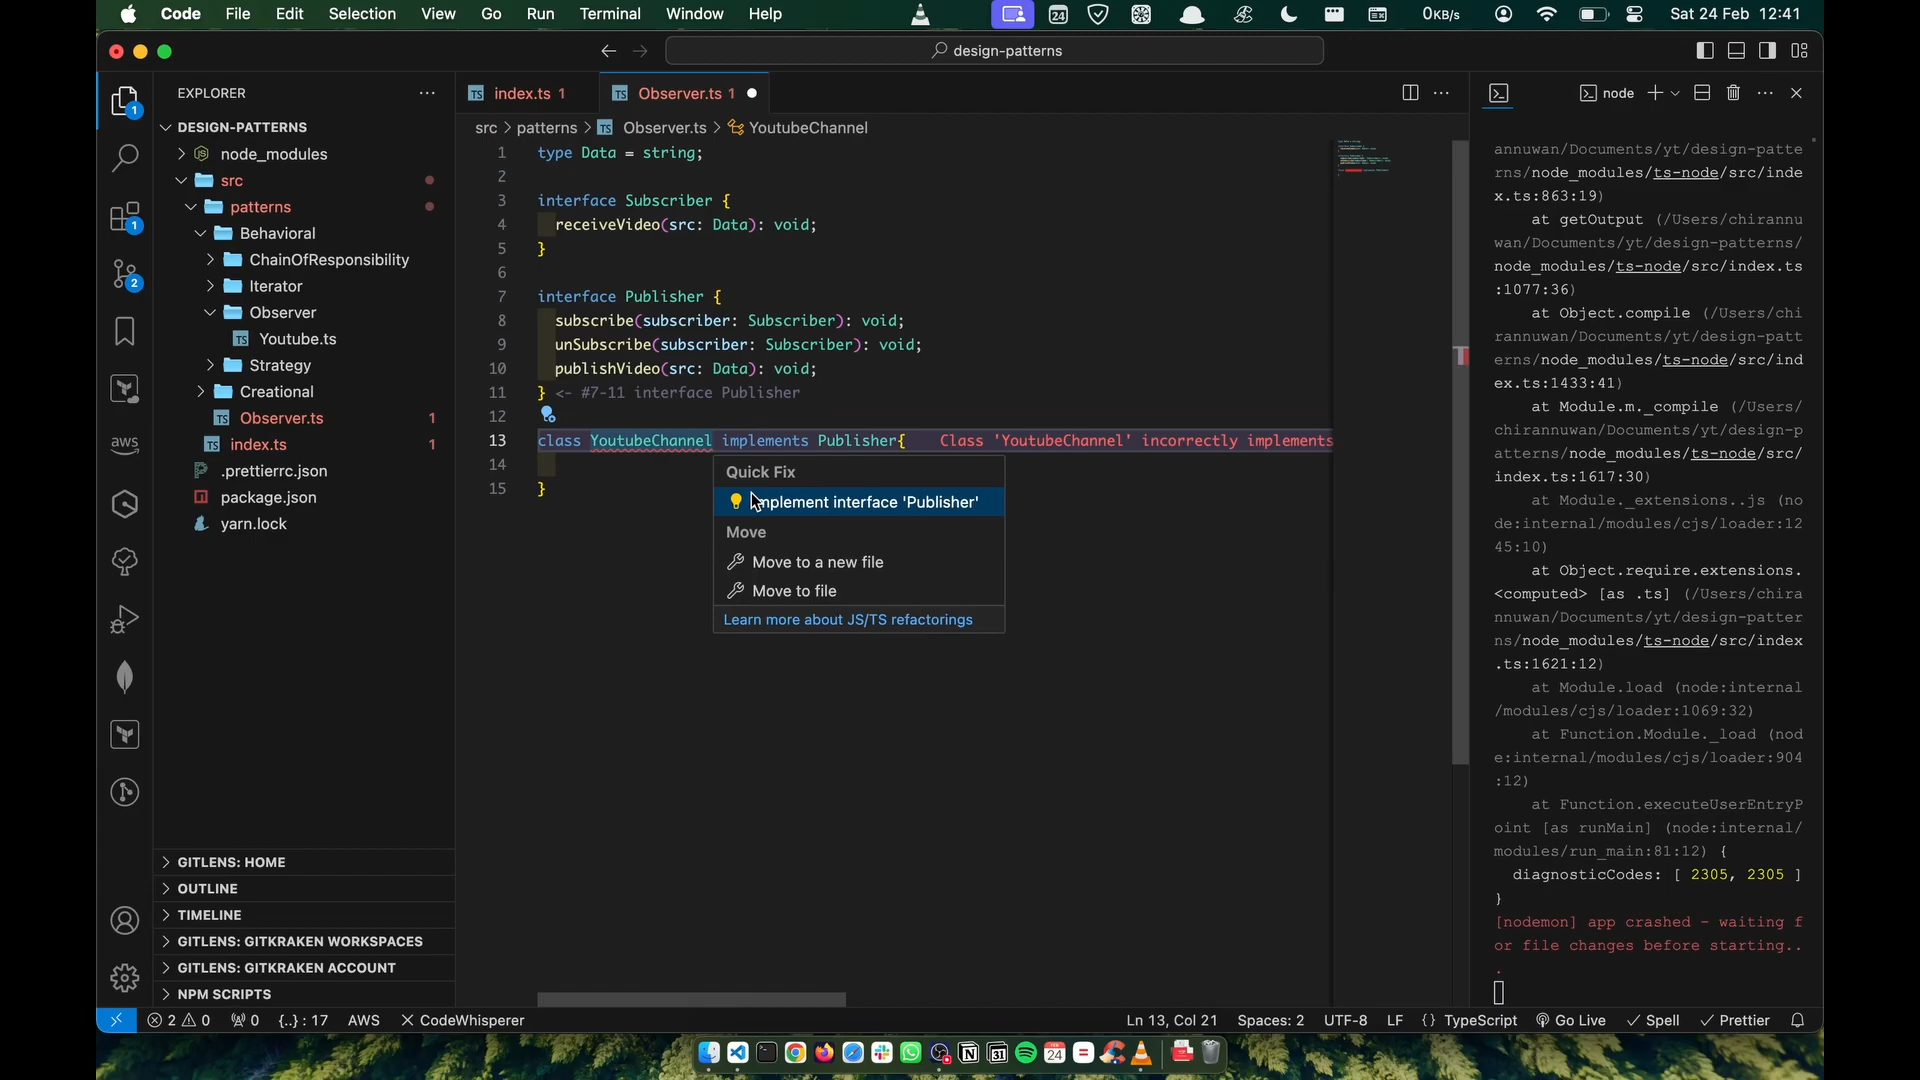 Code File Edit Selection View Go Run Terminal Window Help 24 0KB/s Sat 24 Feb 12:41
design-patterns
EXPLORER
DESIGN-PATTERNS
node_modules
src
patterns
Behavioral
ChainOfResponsibility
Iterator
Observer
TS Youtube.ts
Strategy
Creational
TS Observer.ts 1
TS index.ts 1
.prettierrc.json
package.json
yarn.lock
GITLENS: HOME
OUTLINE
TIMELINE
GITLENS: GITKRAKEN WORKSPACES
GITLENS: GITKRAKEN ACCOUNT
NPM SCRIPTS
1
1
2
aws
TS index.ts 1 TS Observer.ts 1
src > patterns > TS Observer.ts > YoutubeChannel
1 type Data = string;
2
3 interface Subscriber {
4 receiveVideo(src: Data): void;
5 }
6
7 interface Publisher {
8 subscribe(subscriber: Subscriber): void;
9 unSubscribe(subscriber: Subscriber): void;
10 publishVideo(src: Data): void;
11 } <- #7-11 interface Publisher
12
13 class YoutubeChannel implements Publisher{ Class 'YoutubeChannel' incorrectly implements
14
15 }
Quick Fix
Implement interface 'Publisher'
Move
Move to a new file
Move to file
Learn more about JS/TS refactorings
node
annuwan/Documents/yt/design-patte
rns/node_modules/ts-node/src/inde
x.ts:863:19)
at getOutput (/Users/chirannu
wan/Documents/yt/design-patterns/
node_modules/ts-node/src/index.ts
:1077:36)
at Object.compile (/Users/chi
rannuwan/Documents/yt/design-patt
erns/node_modules/ts-node/src/ind
ex.ts:1433:41)
at Module.m._compile (/Users/
chirannuwan/Documents/yt/design-p
atterns/node_modules/ts-node/src/
index.ts:1617:30)
at Module._extensions..js (no
de:internal/modules/cjs/loader:12
45:10)
at Object.require.extensions.
<computed> [as .ts] (/Users/chira
nnuwan/Documents/yt/design-patter
ns/node_modules/ts-node/src/index
.ts:1621:12)
at Module.load (node:internal
/modules/cjs/loader:1069:32)
at Function.Module._load (nod
e:internal/modules/cjs/loader:904
:12)
at Function.executeUserEntryP
oint [as runMain] (node:internal/
modules/run_main:81:12) {
diagnosticCodes: [ 2305, 2305 ]
}
[nodemon] app crashed - waiting f
or file changes before starting..
.
2 0 0 {..} : 17 AWS CodeWhisperer Ln 13, Col 21 Spaces: 2 UTF-8 LF {} TypeScript Go Live Spell Prettier